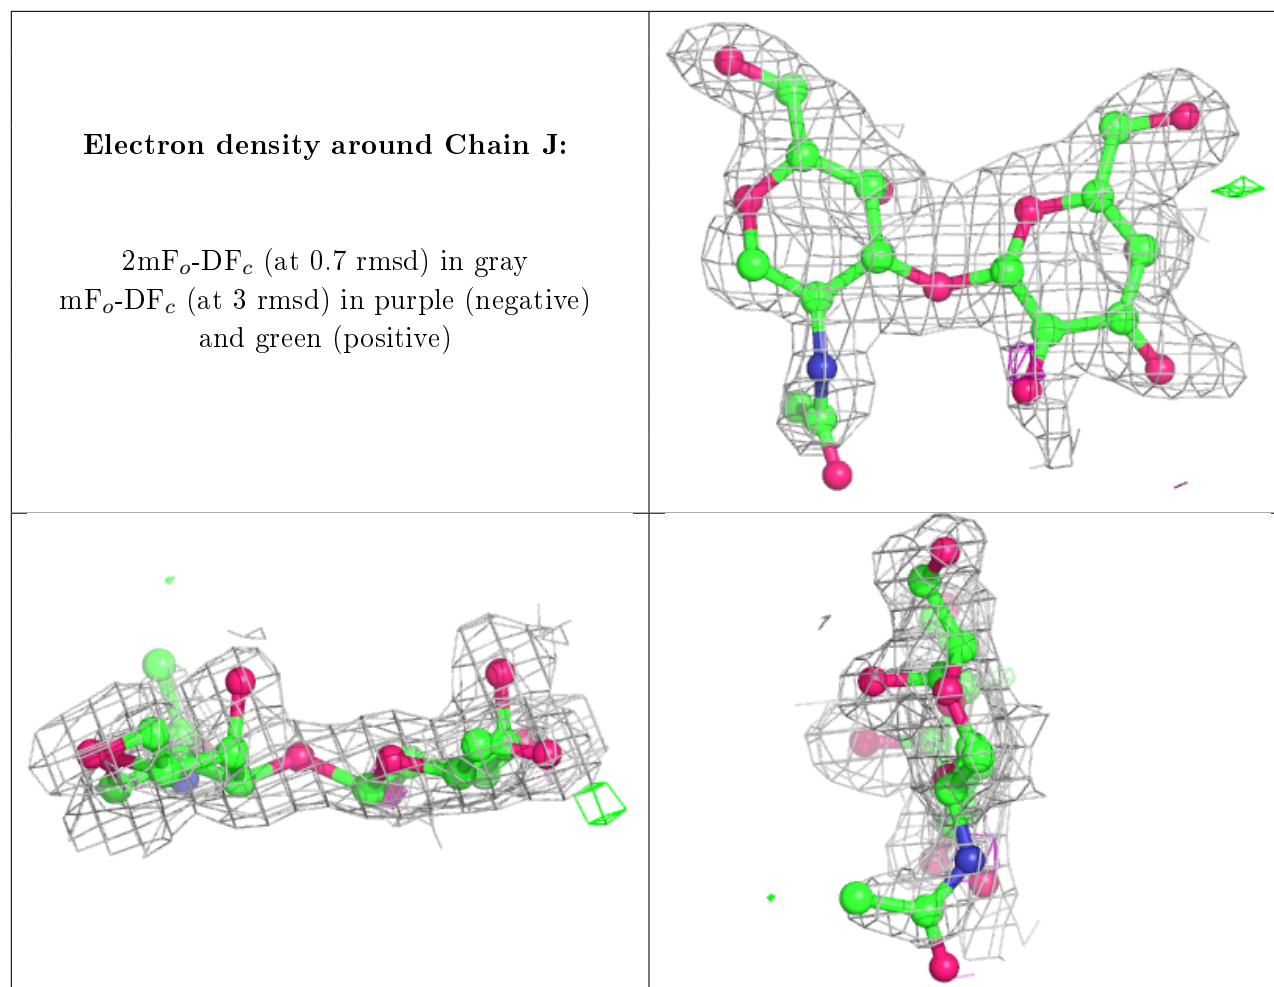 Electron density around Chain J:
2mFₒ-DF𝒸 (at 0.7 rmsd) in gray
mFₒ-DF𝒸 (at 3 rmsd) in purple (negative)
and green (positive)